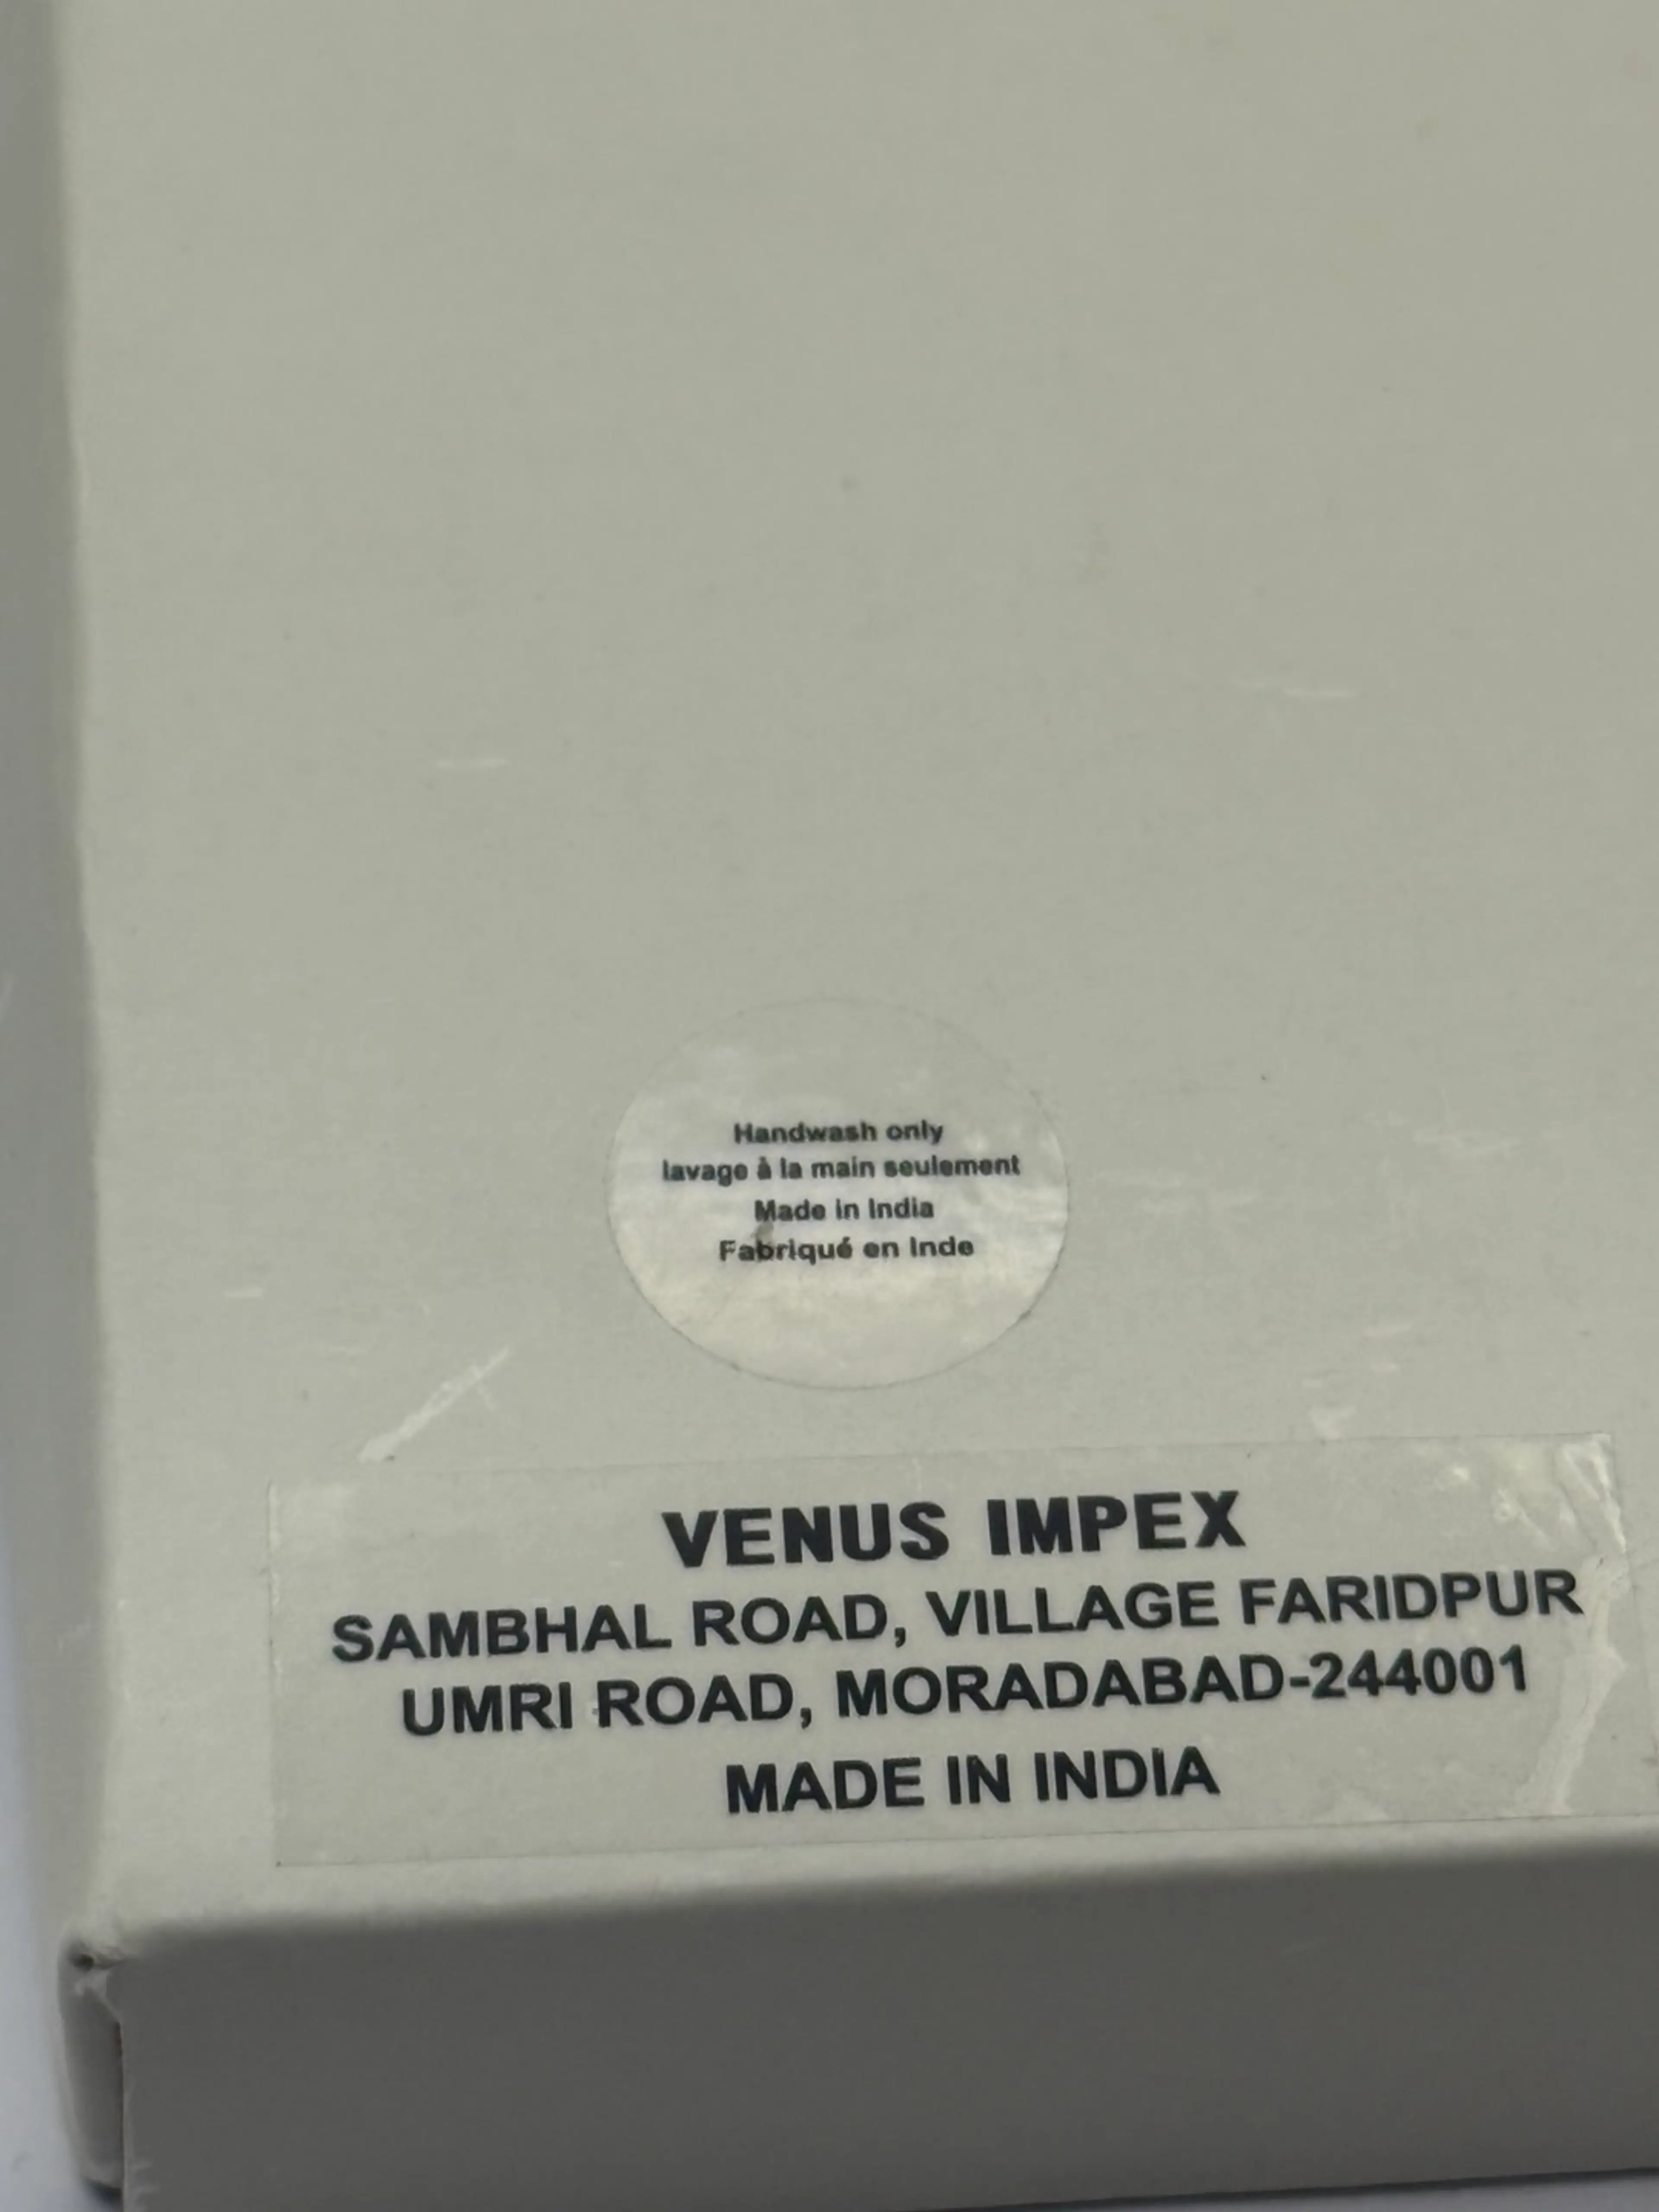 Handwash only
lavage à la main seulement
Made in India
Fabriqué en Inde
VENUS IMPEX
SAMBHAL ROAD, VILLAGE FARIDPUR
UMRI ROAD, MORADABAD-244001
MADE IN INDIA